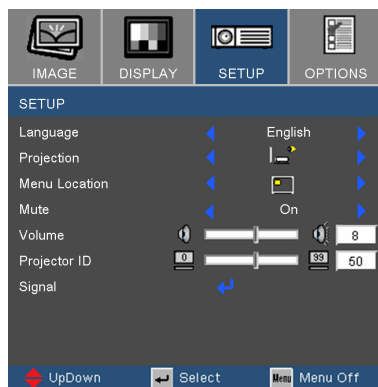 IMAGE DISPLAY SETUP OPTIONS
SETUP
Language English
Projection
Menu Location
Mute On
Volume 8
Projector ID 0 99 50
Signal
UpDown Select Menu Menu Off